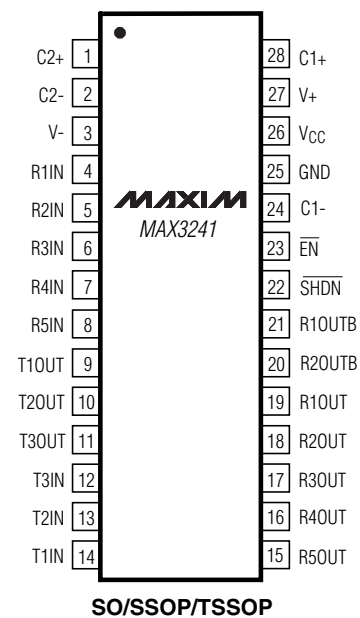 C2+ 1 28 C1+
C2- 2 27 V+
V- 3 26 VCC
R1IN 4 25 GND
R2IN 5 MAXIM 24 C1-
R3IN 6 MAX3241 23 EN
R4IN 7 22 SHDN
R5IN 8 21 R1OUTB
T1OUT 9 20 R2OUTB
T2OUT 10 19 R1OUT
T3OUT 11 18 R2OUT
T3IN 12 17 R3OUT
T2IN 13 16 R4OUT
T1IN 14 15 R5OUT
SO/SSOP/TSSOP